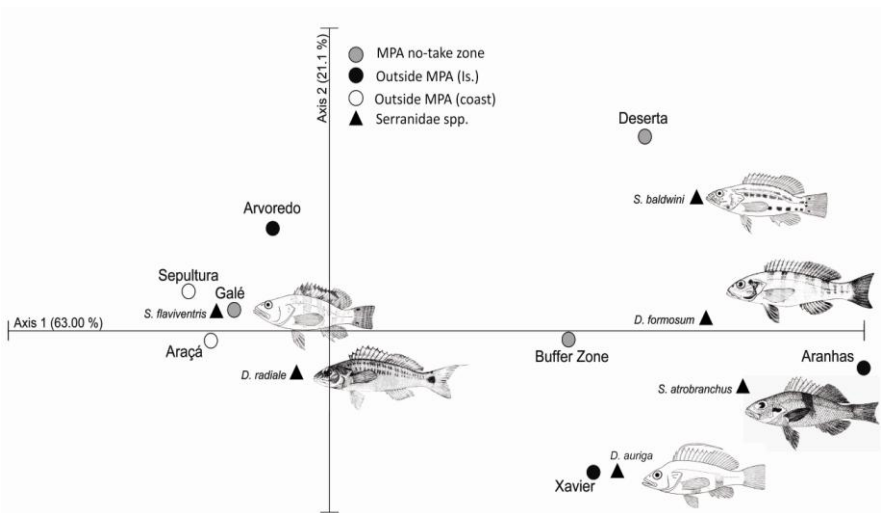 Axis 2 (21.1 %)
MPA no-take zone
Outside MPA (Is.)
Outside MPA (coast)
Serranidae spp.
Deserta
S. baldwini
Arvoredo
Sepultura
Galé
S. flaviventris
D. formosum
Axis 1 (63.00 %)
Araçá
Buffer Zone
Aranhas
D. radiale
S. atrobranchus
D. auriga
Xavier